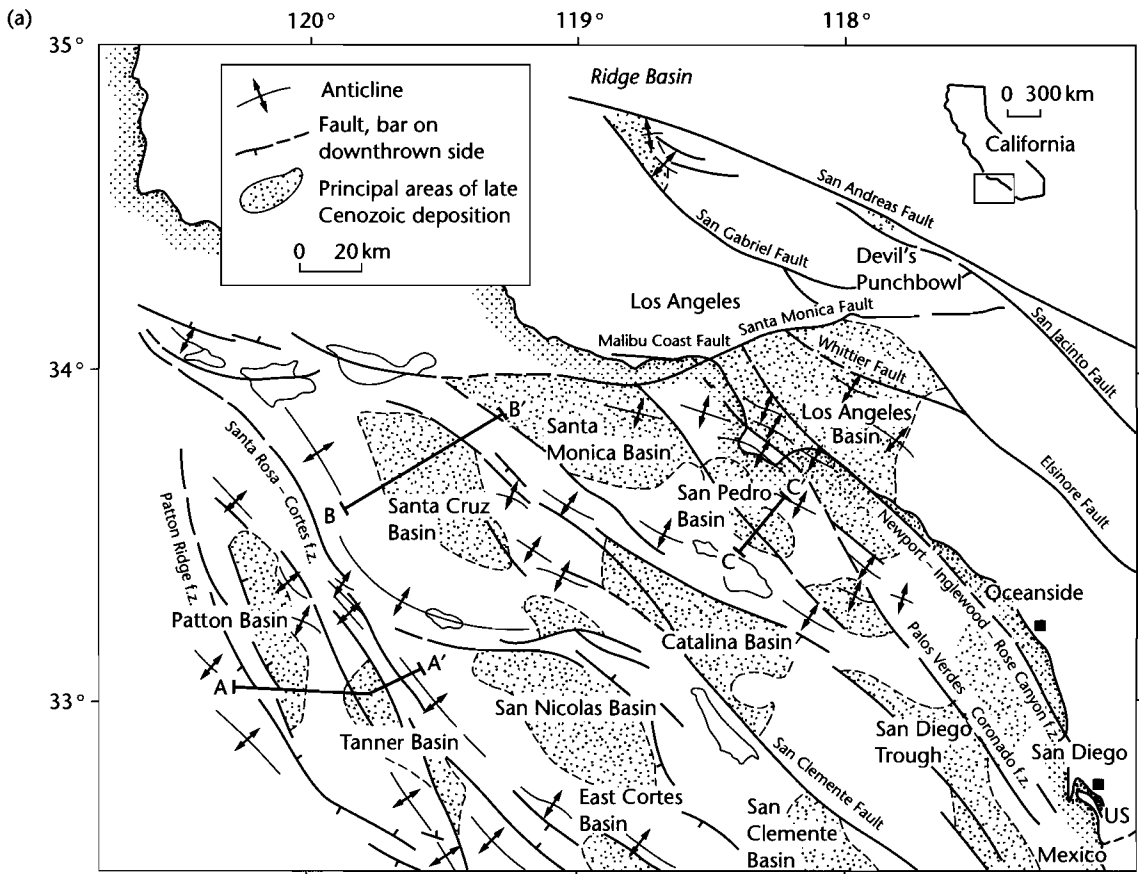 (a)
120°
119°
118°
35°
34°
33°
Anticline
Fault, bar on
downthrown side
Principal areas of late
Cenozoic deposition
0 20 km
Ridge Basin
0 300 km
California
San Andreas Fault
San Gabriel Fault
Devil's
Punchbowl
Los Angeles
Santa Monica Fault
Malibu Coast Fault
San Jacinto Fault
Whittier Fault
Los Angeles
Basin
Elsinore Fault
B'
Santa
Monica Basin
Santa Rosa – Cortes f.z.
B
Santa Cruz
Basin
San Pedro
Basin
C'
C
Patton Ridge f.z.
Newport – Inglewood – Rose Canyon f.z.
Oceanside
Patton Basin
Catalina Basin
Palos Verdes Coronado f.z.
A
A'
San Nicolas Basin
Tanner Basin
San Diego
Trough
San Diego
San Clemente Fault
East Cortes
Basin
San
Clemente
Basin
US
Mexico